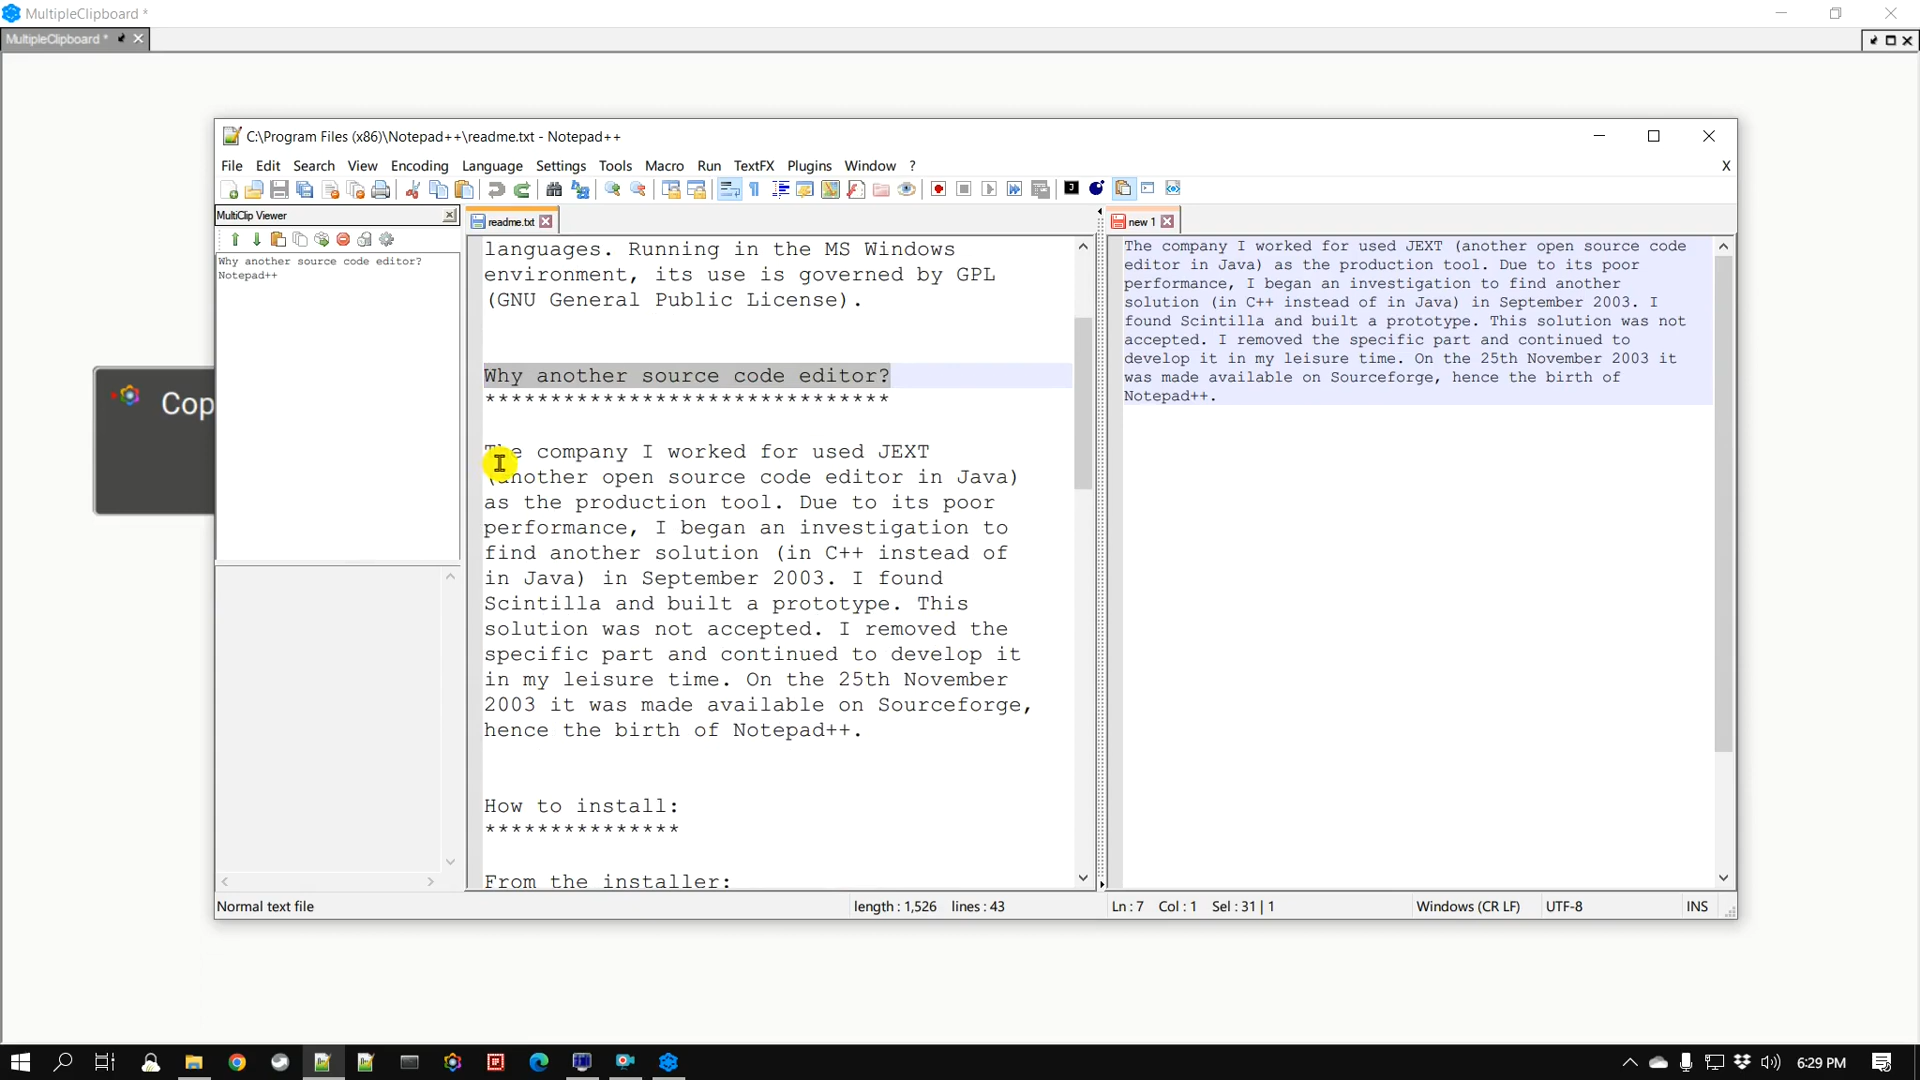 MultipleClipboard *
MultipleClipboard *
Cop
C:\Program Files (x86)\Notepad++\readme.txt - Notepad++
File Edit Search View Encoding Language Settings Tools Macro Run TextFX Plugins Window ? X
MultiClip Viewer
Why another source code editor?
Notepad++
readme.txt
languages. Running in the MS Windows
environment, its use is governed by GPL
(GNU General Public License).
Why another source code editor?
*******************************
The company I worked for used JEXT
(another open source code editor in Java)
as the production tool. Due to its poor
performance, I began an investigation to
find another solution (in C++ instead of
in Java) in September 2003. I found
Scintilla and built a prototype. This
solution was not accepted. I removed the
specific part and continued to develop it
in my leisure time. On the 25th November
2003 it was made available on Sourceforge,
hence the birth of Notepad++.
How to install:
***************
From the installer:
new 1
The company I worked for used JEXT (another open source code
editor in Java) as the production tool. Due to its poor
performance, I began an investigation to find another
solution (in C++ instead of in Java) in September 2003. I
found Scintilla and built a prototype. This solution was not
accepted. I removed the specific part and continued to
develop it in my leisure time. On the 25th November 2003 it
was made available on Sourceforge, hence the birth of
Notepad++.
Normal text file length : 1,526 lines : 43 Ln : 7 Col : 1 Sel : 31 | 1 Windows (CR LF) UTF-8 INS
6:29 PM